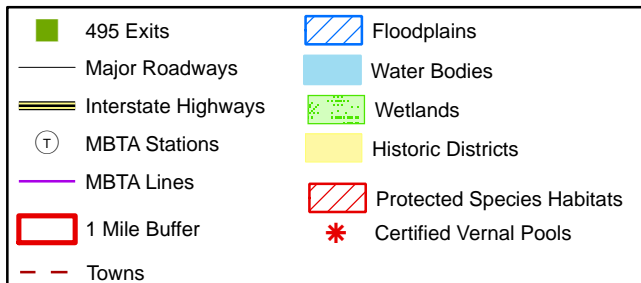 495 Exits
Major Roadways
Interstate Highways
T MBTA Stations
MBTA Lines
1 Mile Buffer
Towns
Floodplains
Water Bodies
Wetlands
Historic Districts
Protected Species Habitats
Certified Vernal Pools